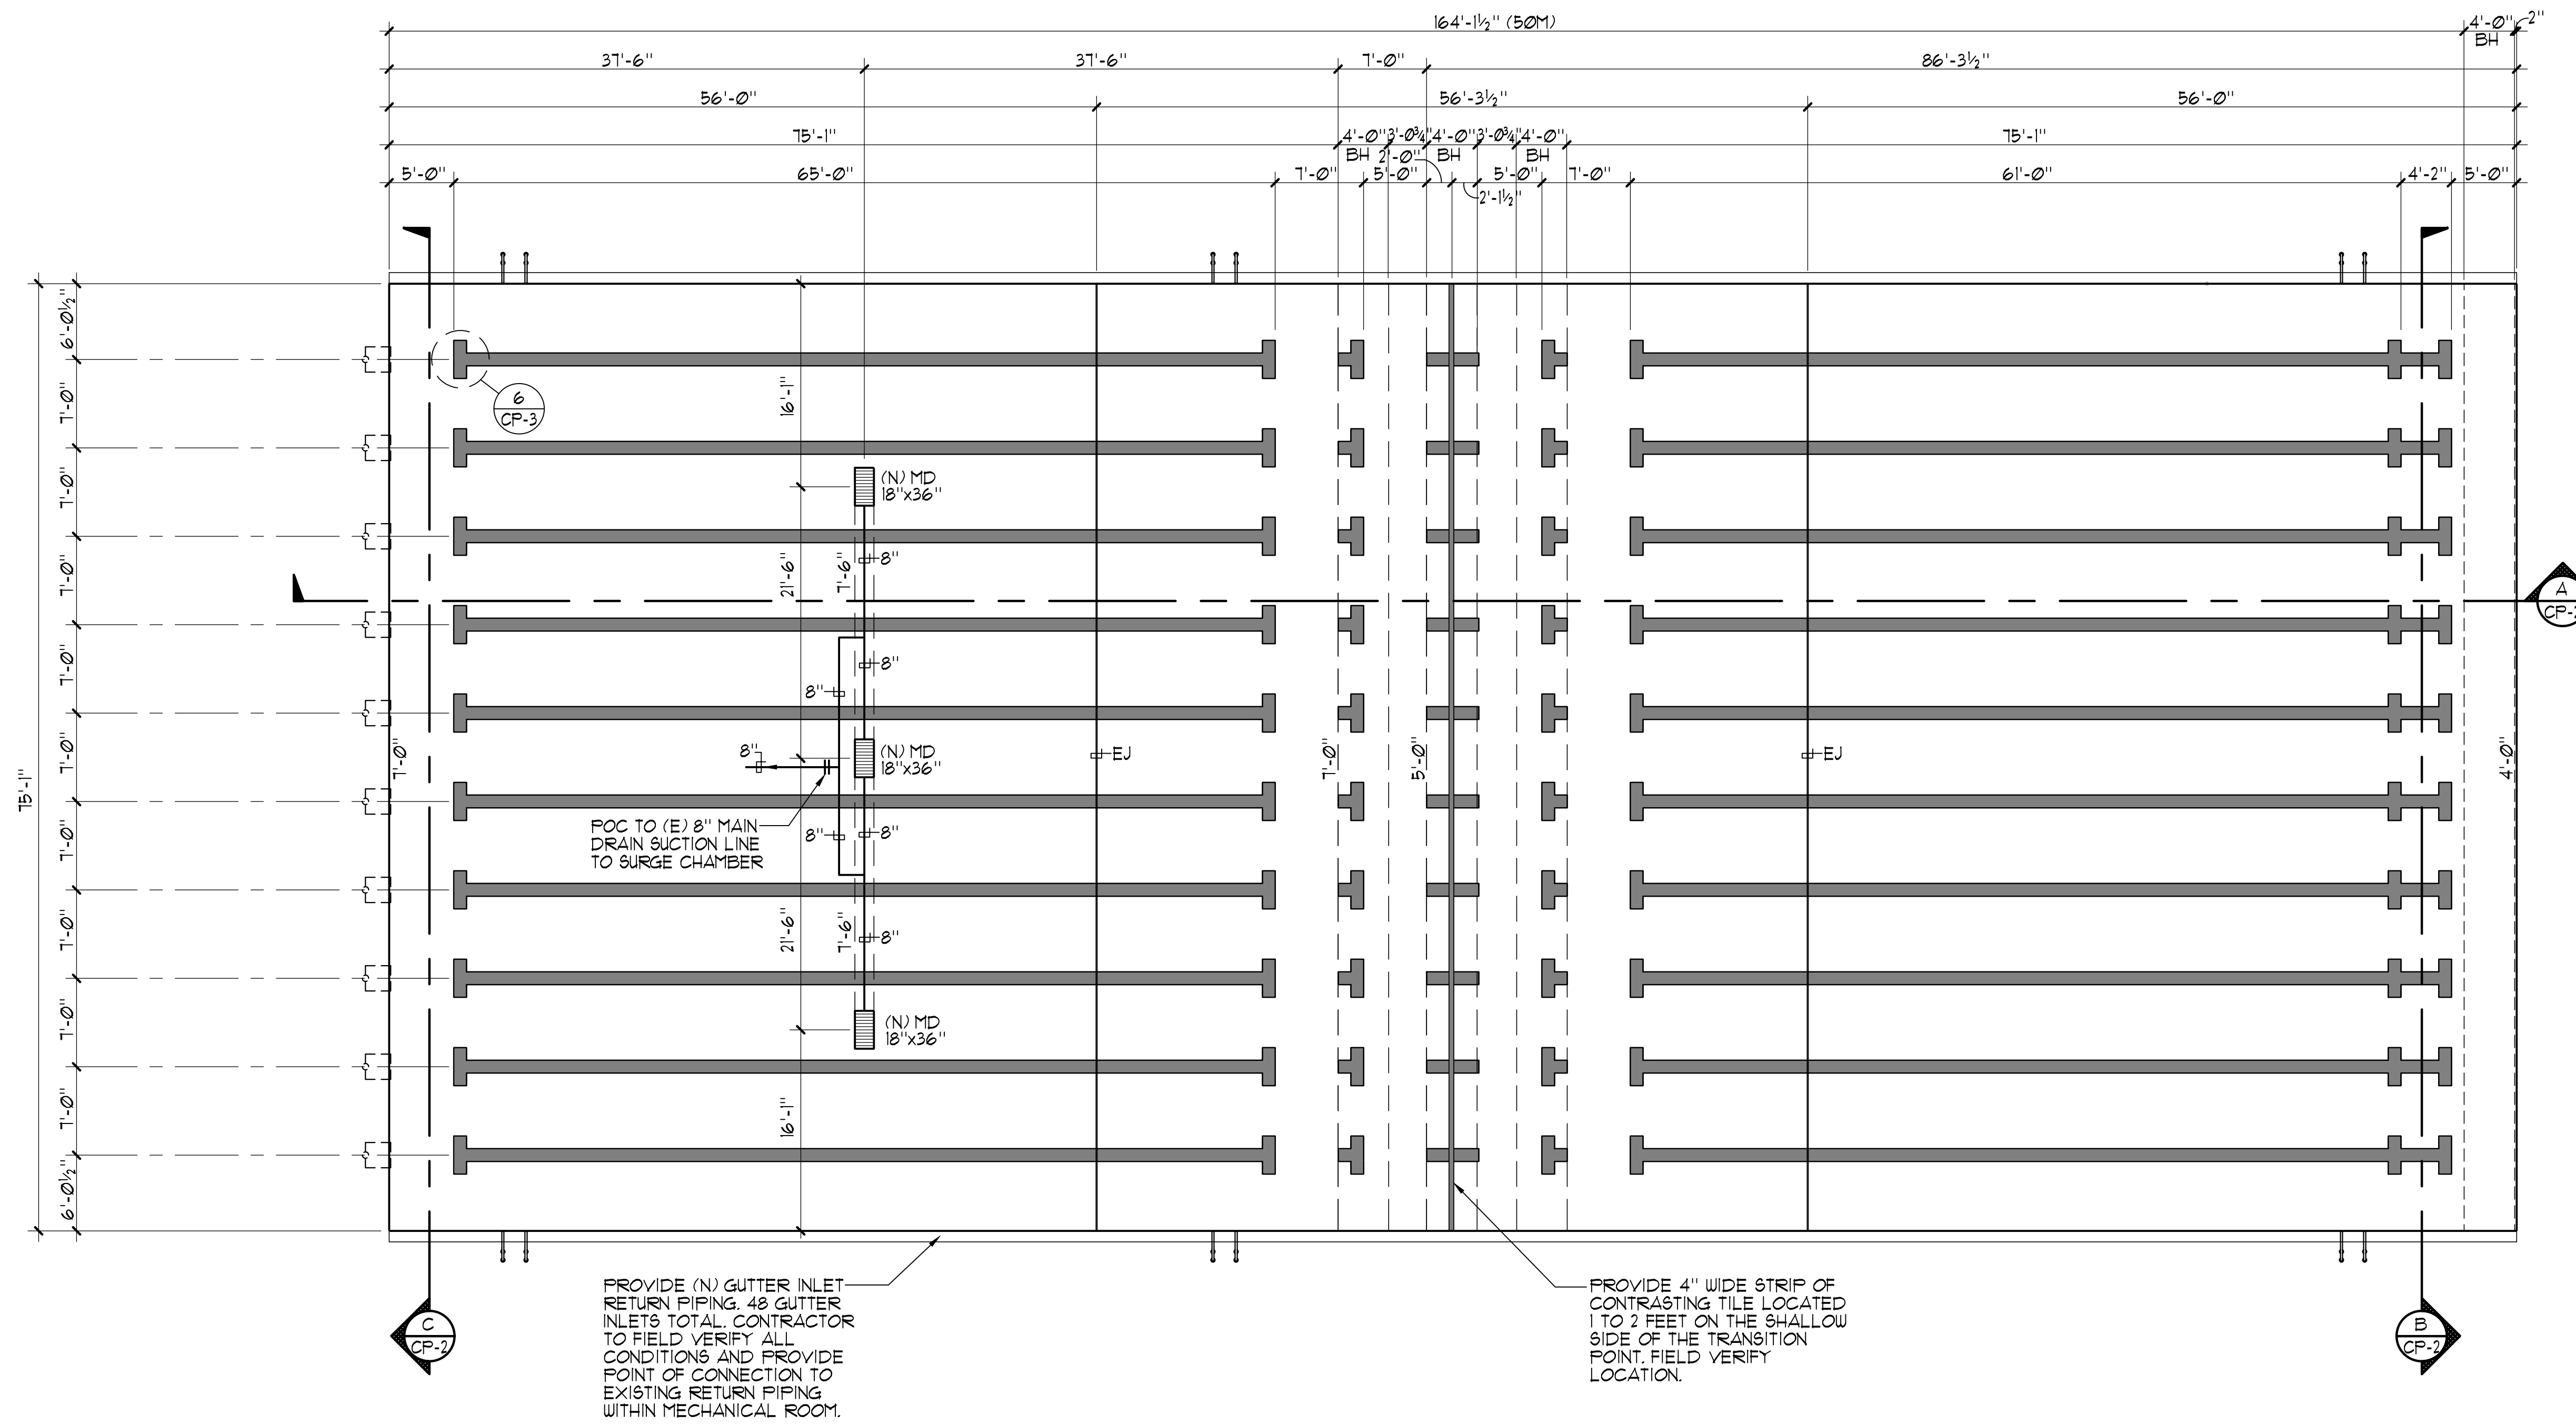 164'-1½" (50M)
4'-0"
2"
BH
37'-6"
37'-6"
7'-0"
86'-3½"
56'-0"
56'-3½"
56'-0"
75'-1"
4'-0"
3'-0¾"
4'-0"
3'-0¾"
4'-0"
75'-1"
BH
2'-0"
BH
BH
5'-0"
65'-0"
7'-0"
5'-0"
5'-0"
7'-0"
61'-0"
4'-2"
5'-0"
2'-1½"
6'-0½"
7'-0"
7'-0"
7'-0"
7'-0"
7'-0"
7'-0"
7'-0"
7'-0"
7'-0"
6'-0½"
75'-1"
6
CP-3
16'-1"
(N) MD
18"x36"
21'-6"
7'-6"
8"
8"
8"
A
7'-0"
8"
(N) MD
18"x36"
EJ
7'-0"
5'-0"
EJ
4'-0"
POC TO (E) 8" MAIN
DRAIN SUCTION LINE
TO SURGE CHAMBER
8"
8"
21'-6"
7'-6"
8"
(N) MD
18"x36"
16'-1"
PROVIDE (N) GUTTER INLET
RETURN PIPING. 48 GUTTER
INLETS TOTAL. CONTRACTOR
TO FIELD VERIFY ALL
CONDITIONS AND PROVIDE
POINT OF CONNECTION TO
EXISTING RETURN PIPING
WITHIN MECHANICAL ROOM.
PROVIDE 4" WIDE STRIP OF
CONTRASTING TILE LOCATED
1 TO 2 FEET ON THE SHALLOW
SIDE OF THE TRANSITION
POINT. FIELD VERIFY
LOCATION.
C
CP-2
B
CP-2